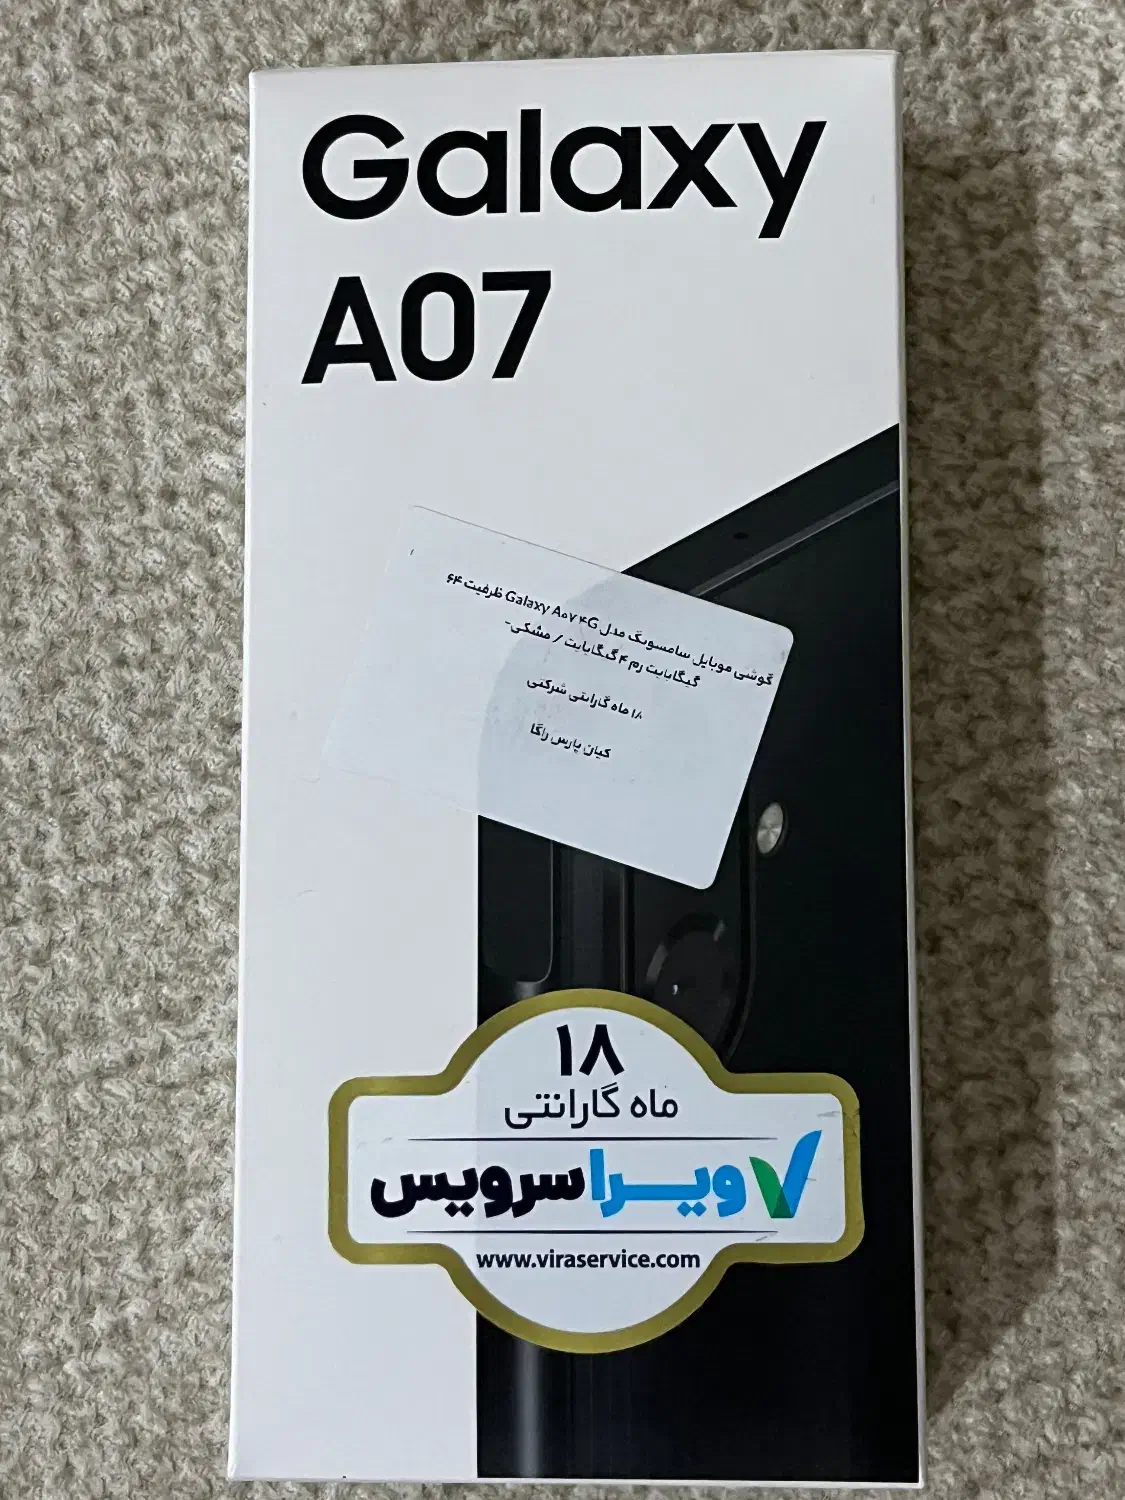 Galaxy
A07
گوشی موبایل سامسونگ مدل Galaxy A07 4G ظرفیت ۶۴
گیگابایت رم ۴ گیگابایت / مشکی-
۱۸ ماه گارانتی شرکتی
کیان پارس راگا
۱۸
ماه گارانتی
ویرا سرویس
www.viraservice.com